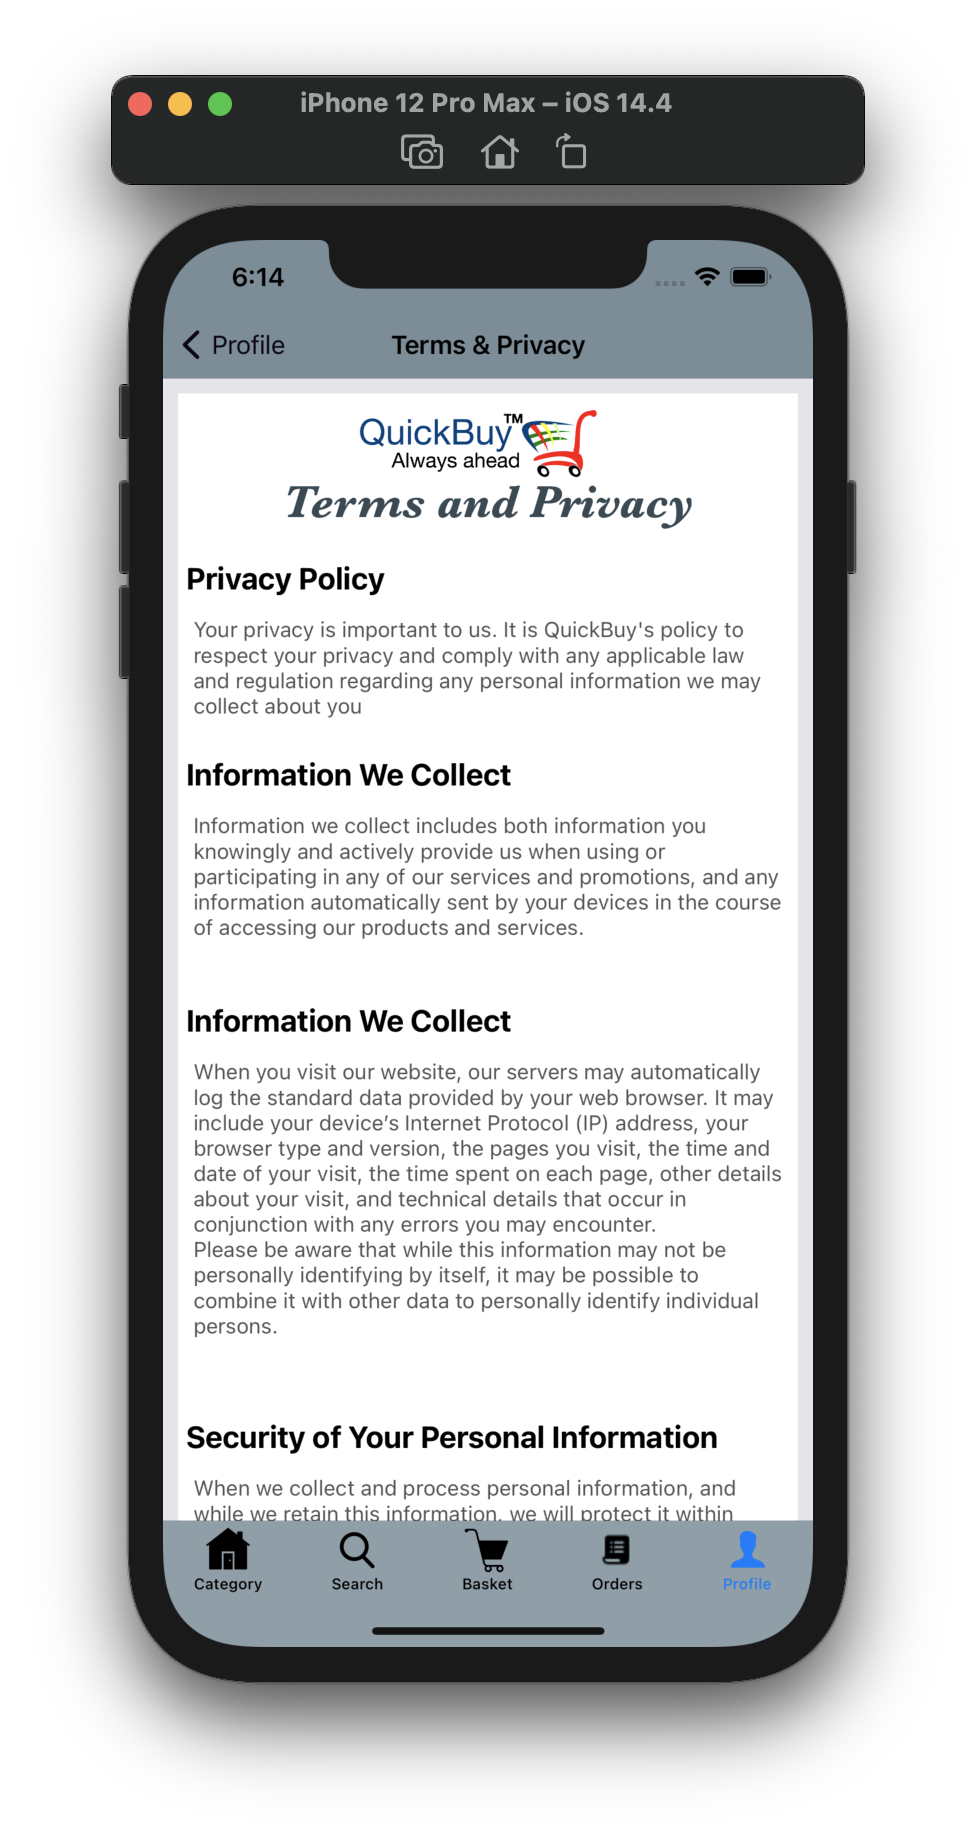 iPhone 12 Pro Max – iOS 14.4
6:14
Profile
Terms & Privacy
QuickBuy™
Always ahead
Terms and Privacy
Privacy Policy
Your privacy is important to us. It is QuickBuy's policy to
respect your privacy and comply with any applicable law
and regulation regarding any personal information we may
collect about you
Information We Collect
Information we collect includes both information you
knowingly and actively provide us when using or
participating in any of our services and promotions, and any
information automatically sent by your devices in the course
of accessing our products and services.
Information We Collect
When you visit our website, our servers may automatically
log the standard data provided by your web browser. It may
include your device’s Internet Protocol (IP) address, your
browser type and version, the pages you visit, the time and
date of your visit, the time spent on each page, other details
about your visit, and technical details that occur in
conjunction with any errors you may encounter.
Please be aware that while this information may not be
personally identifying by itself, it may be possible to
combine it with other data to personally identify individual
persons.
Security of Your Personal Information
When we collect and process personal information, and
while we retain this information, we will protect it within
Category
Search
Basket
Orders
Profile